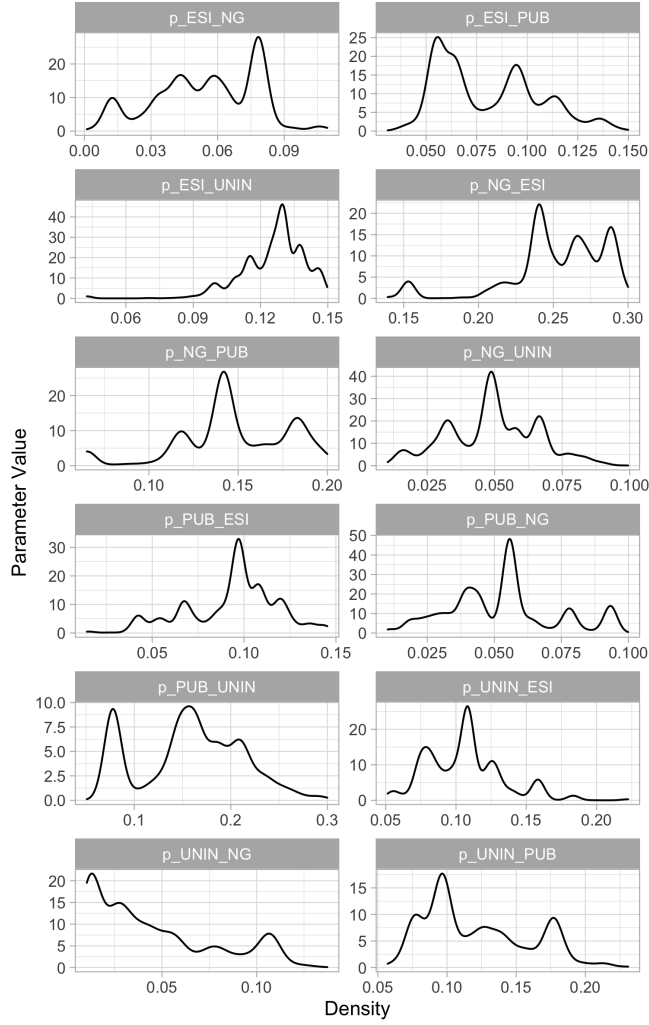 p_ESI_NG p_ESI_PUB
20 25
10 20
0 15
10
5
0
0.00 0.03 0.06 0.09 0.050 0.075 0.100 0.125 0.150
p_ESI_UNIN p_NG_ESI
40 20
30 15
20 10
10 5
0 0
0.06 0.09 0.12 0.15 0.15 0.20 0.25 0.30
p_NG_PUB p_NG_UNIN
20 40
10 30
0 20
10
0
0.10 0.15 0.20 0.025 0.050 0.075 0.100
p_PUB_ESI p_PUB_NG
30 50
20 40
10 30
0 20
10
0
0.05 0.10 0.15 0.025 0.050 0.075 0.100
p_PUB_UNIN p_UNIN_ESI
10.0 20
7.5 10
5.0 0
2.5
0.0
0.1 0.2 0.3 0.05 0.10 0.15 0.20
p_UNIN_NG p_UNIN_PUB
20 15
15 10
10 5
5 0
0
0.05 0.10 0.05 0.10 0.15 0.20
Parameter Value
Density